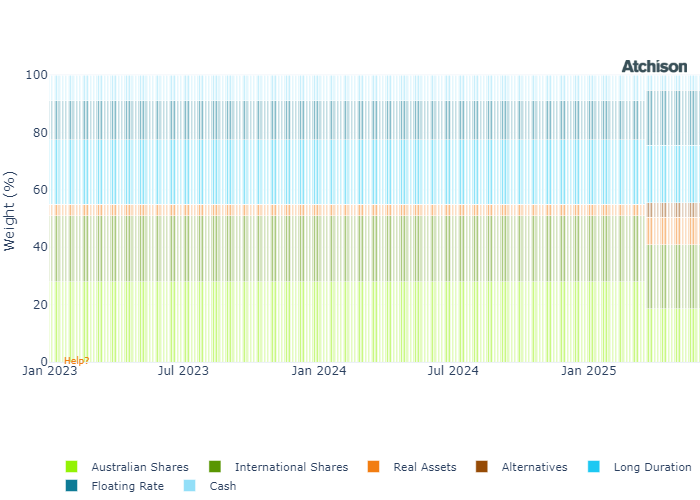 Atchison
100
80
60
40
20
0
Weight (%)
Help?
Jan 2023 Jul 2023 Jan 2024 Jul 2024 Jan 2025
Australian Shares International Shares Real Assets Alternatives Long Duration
Floating Rate Cash